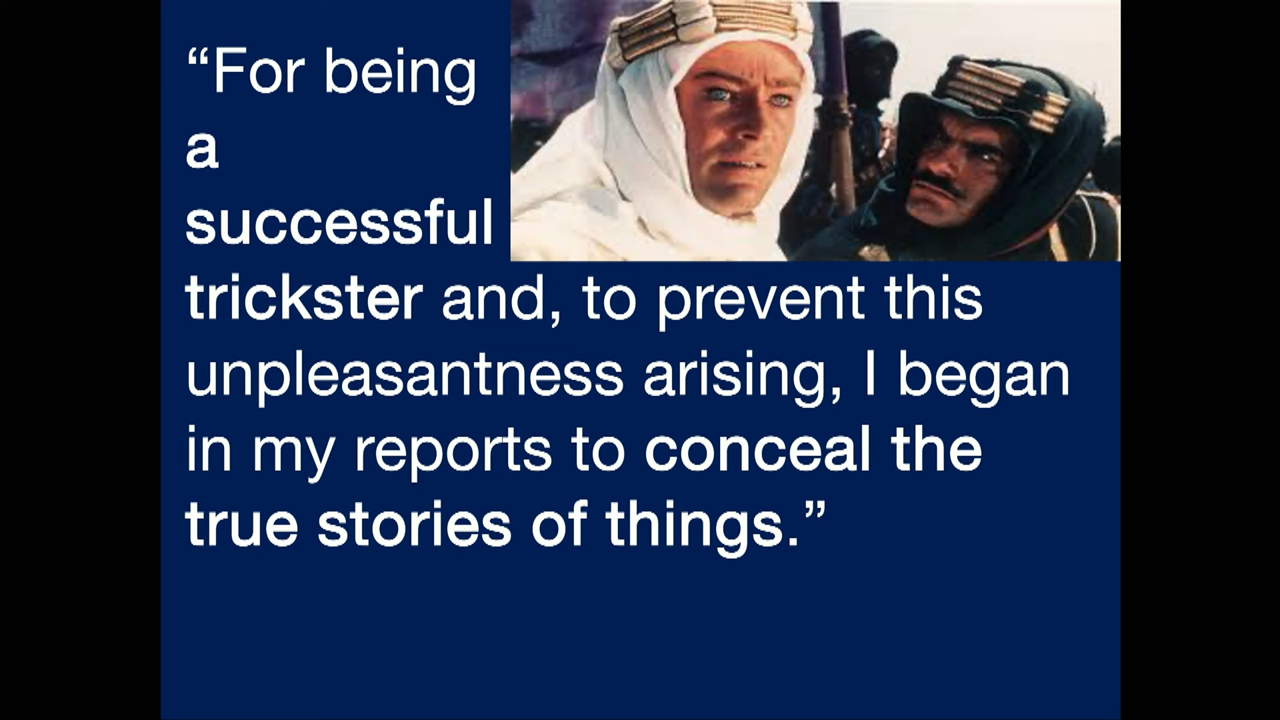 “For being
a
successful
trickster and, to prevent this
unpleasantness arising, I began
in my reports to conceal the
true stories of things.”